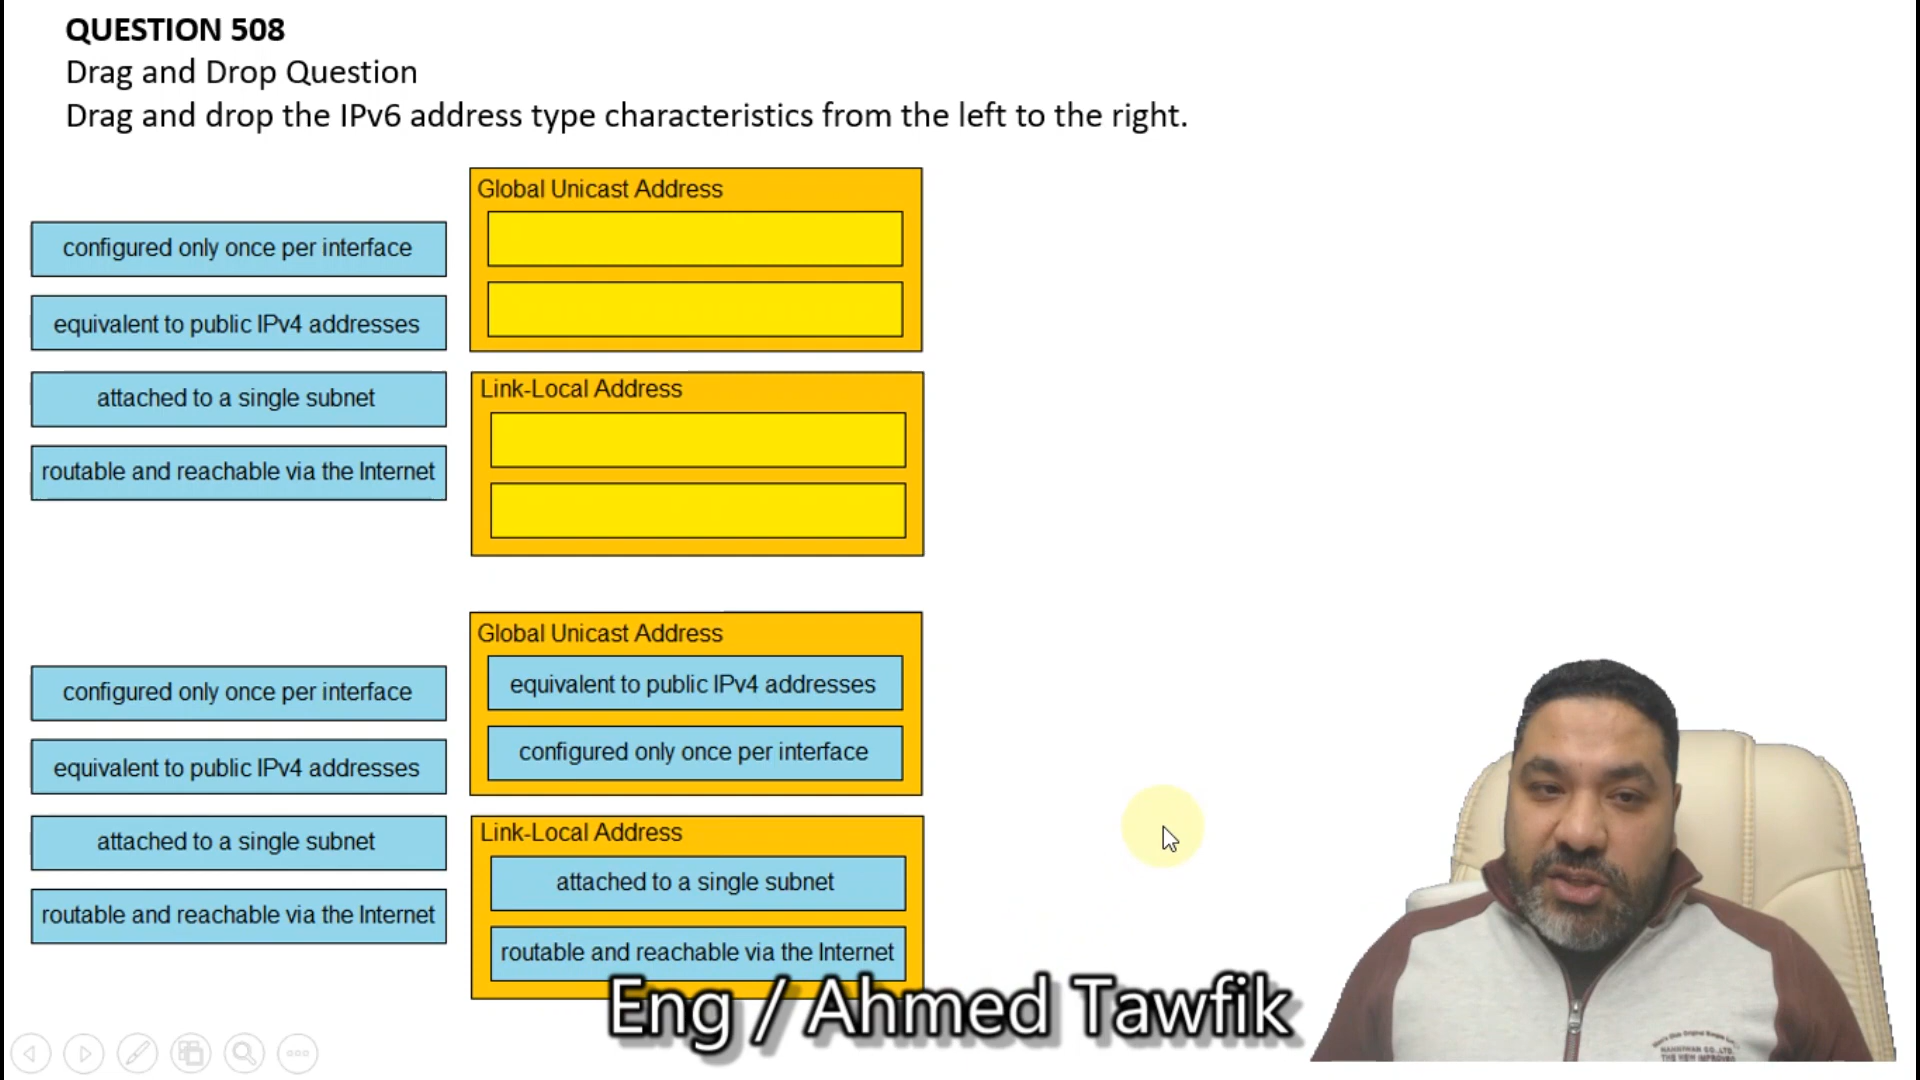 QUESTION 508
Drag and Drop Question
Drag and drop the IPv6 address type characteristics from the left to the right.
Global Unicast Address
configured only once per interface
equivalent to public IPv4 addresses
attached to a single subnet
routable and reachable via the Internet
Link-Local Address
Global Unicast Address
configured only once per interface
equivalent to public IPv4 addresses
attached to a single subnet
routable and reachable via the Internet
equivalent to public IPv4 addresses
configured only once per interface
Link-Local Address
attached to a single subnet
routable and reachable via the Internet
Eng / Ahmed Tawfik